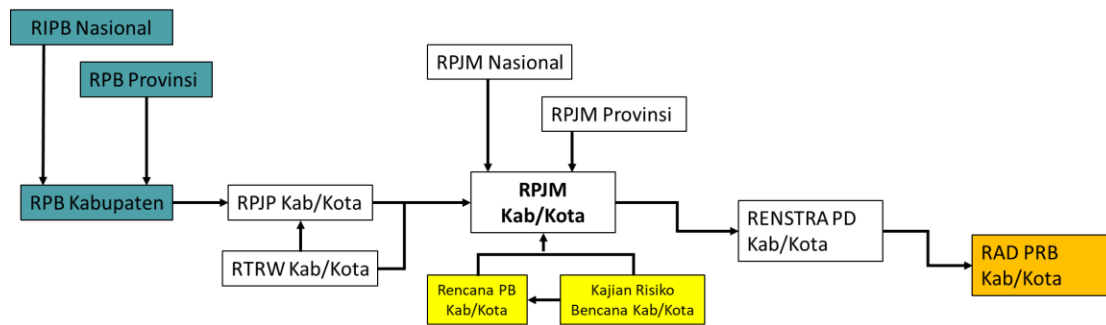 RIPB Nasional
RPB Provinsi
RPJM Nasional
RPJM Provinsi
RPB Kabupaten
RPJP Kab/Kota
RPJM
Kab/Kota
RENSTRA PD
Kab/Kota
RTRW Kab/Kota
RAD PRB
Kab/Kota
Rencana PB
Kab/Kota
Kajian Risiko
Bencana Kab/Kota